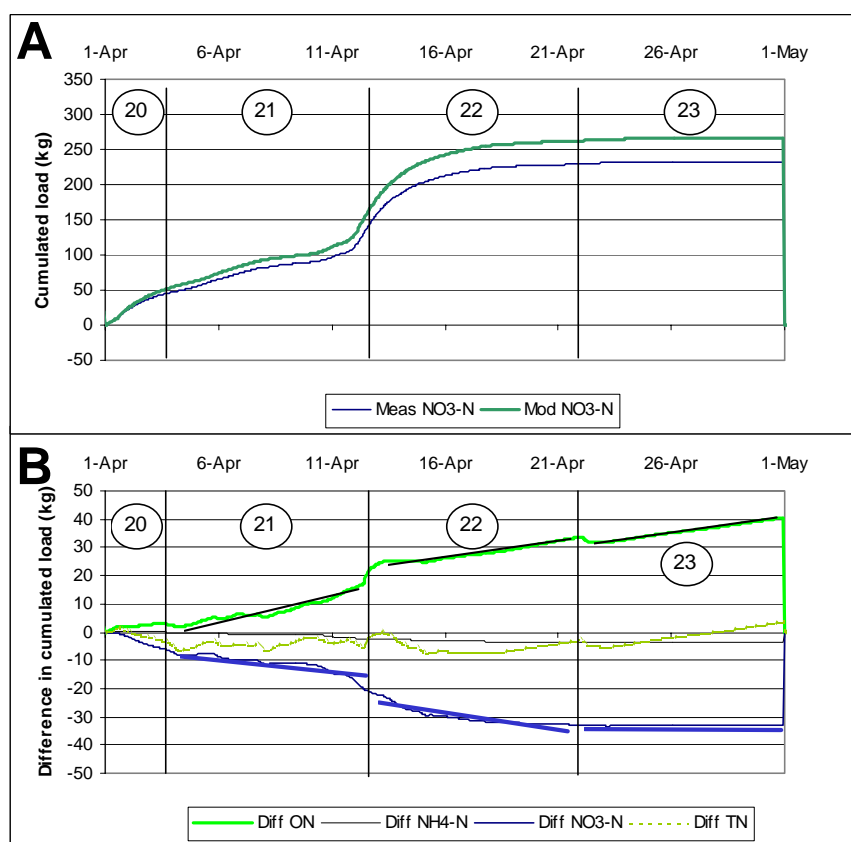 A
1-Apr 6-Apr 11-Apr 16-Apr 21-Apr 26-Apr 1-May
350
300
250
200
150
100
50
0
-50
Cumulated load (kg)
20 21 22 23
Meas NO3-N Mod NO3-N
B
1-Apr 6-Apr 11-Apr 16-Apr 21-Apr 26-Apr 1-May
50
40
30
20
10
0
-10
-20
-30
-40
-50
Difference in cumulated load (kg)
20 21 22 23
Diff ON Diff NH4-N Diff NO3-N Diff TN